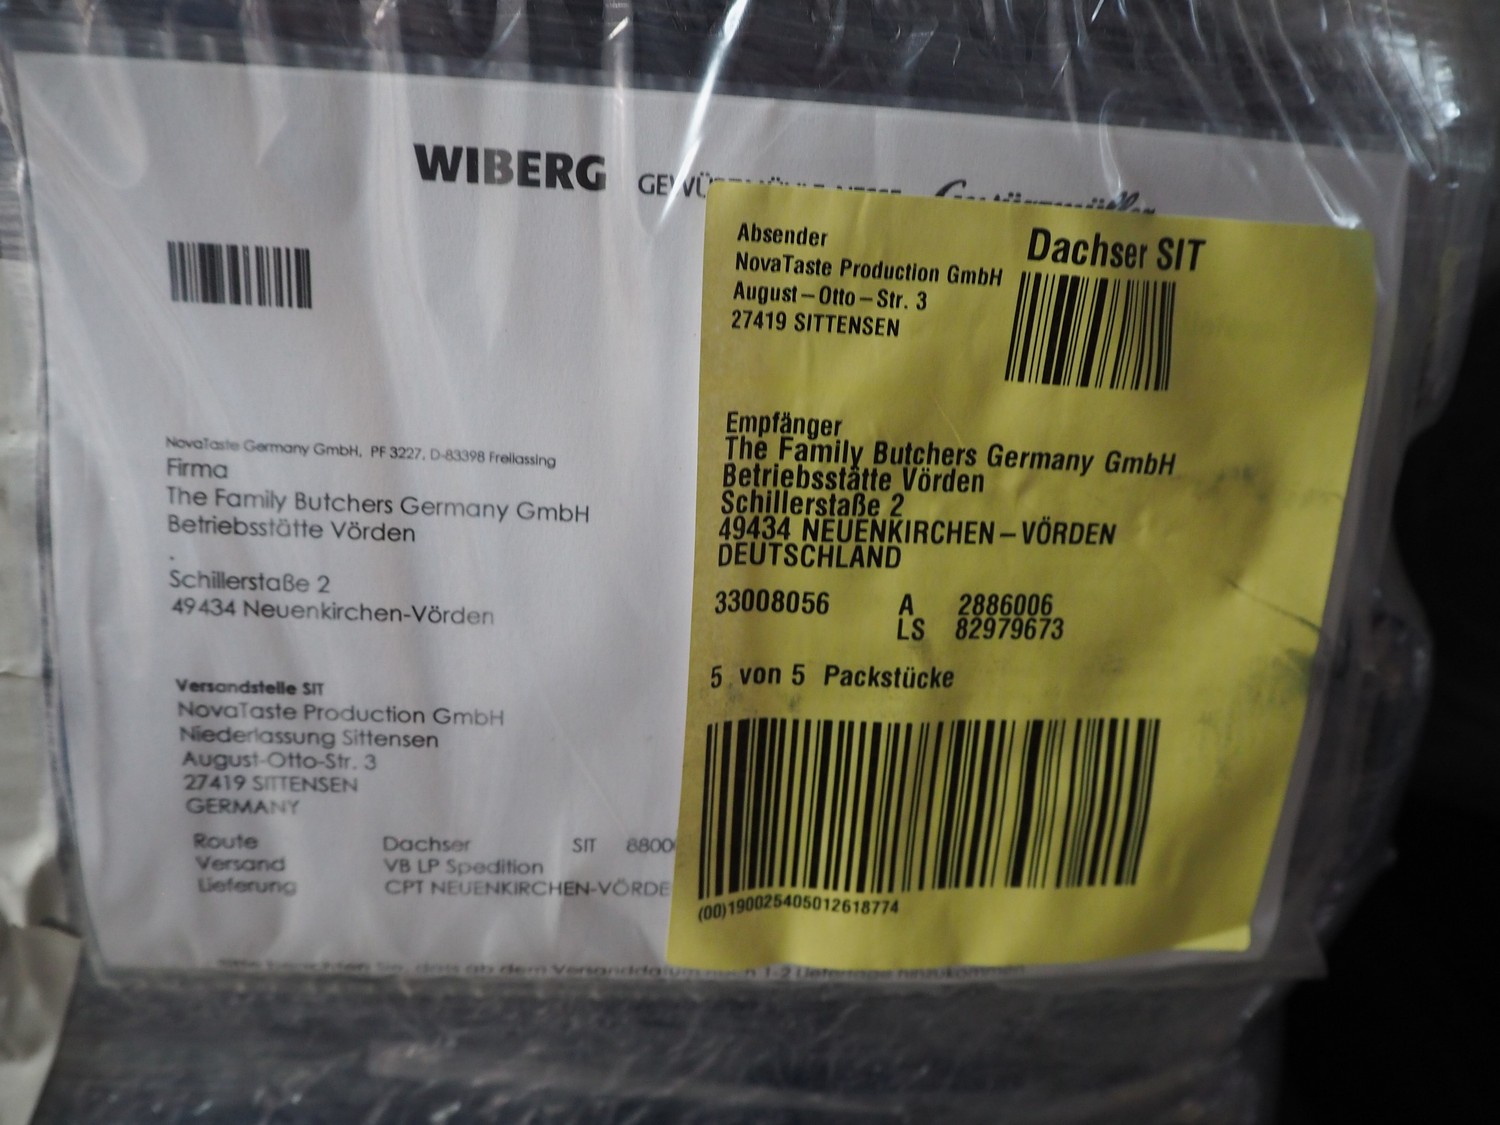 WIBERG
NovaTaste Germany GmbH, PF 3227, D-83398 Freilassing
Firma
The Family Butchers Germany GmbH
Betriebsstätte Vörden
.
Schillerstaße 2
49434 Neuenkirchen-Vörden
Versandstelle SIT
NovaTaste Production GmbH
Niederlassung Sittensen
August-Otto-Str. 3
27419 SITTENSEN
GERMANY
Route Dachser SIT 8800
Versand VB LP Spedition
Lieferung CPT NEUENKIRCHEN-VÖRDE
Dachser SIT
Absender
NovaTaste Production GmbH
August-Otto-Str. 3
27419 SITTENSEN
Empfänger
The Family Butchers Germany GmbH
Betriebsstätte Vörden
Schillerstaße 2
49434 NEUENKIRCHEN-VÖRDEN
DEUTSCHLAND
33008056 A 2886006
LS 82979673
5 von 5 Packstücke
(00)190025405012618774